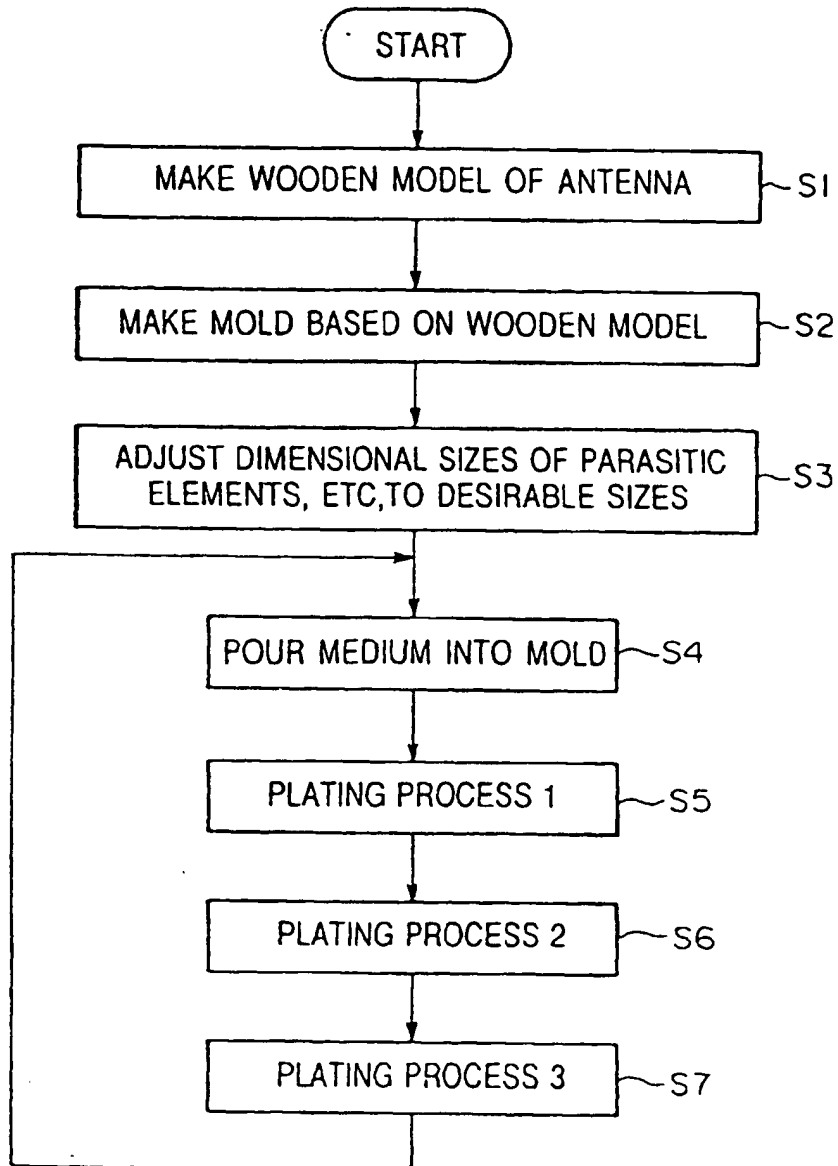 START
MAKE WOODEN MODEL OF ANTENNA
S1
MAKE MOLD BASED ON WOODEN MODEL
S2
ADJUST DIMENSIONAL SIZES OF PARASITIC
ELEMENTS, ETC,TO DESIRABLE SIZES
S3
POUR MEDIUM INTO MOLD
S4
PLATING PROCESS 1
S5
PLATING PROCESS 2
S6
PLATING PROCESS 3
S7